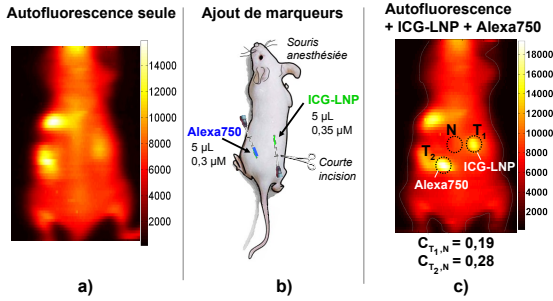 Autofluorescence seule
14000
12000
10000
8000
6000
4000
2000
a)
Ajout de marqueurs
Souris
anesthésiée
ICG-LNP
5 µL
0,35 µM
Alexa750
5 µL
0,3 µM
Courte
incision
b)
Autofluorescence
+ ICG-LNP + Alexa750
18000
16000
14000
12000
10000
8000
6000
4000
2000
N
T1
T2
ICG-LNP
Alexa750
CT1,N = 0,19
CT2,N = 0,28
c)